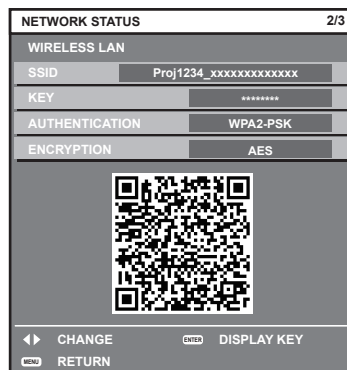 NETWORK STATUS 2/3
WIRELESS LAN
SSID Proj1234_xxxxxxxxxxxxx
KEY ********
AUTHENTICATION WPA2-PSK
ENCRYPTION AES
CHANGE ENTER DISPLAY KEY
MENU RETURN